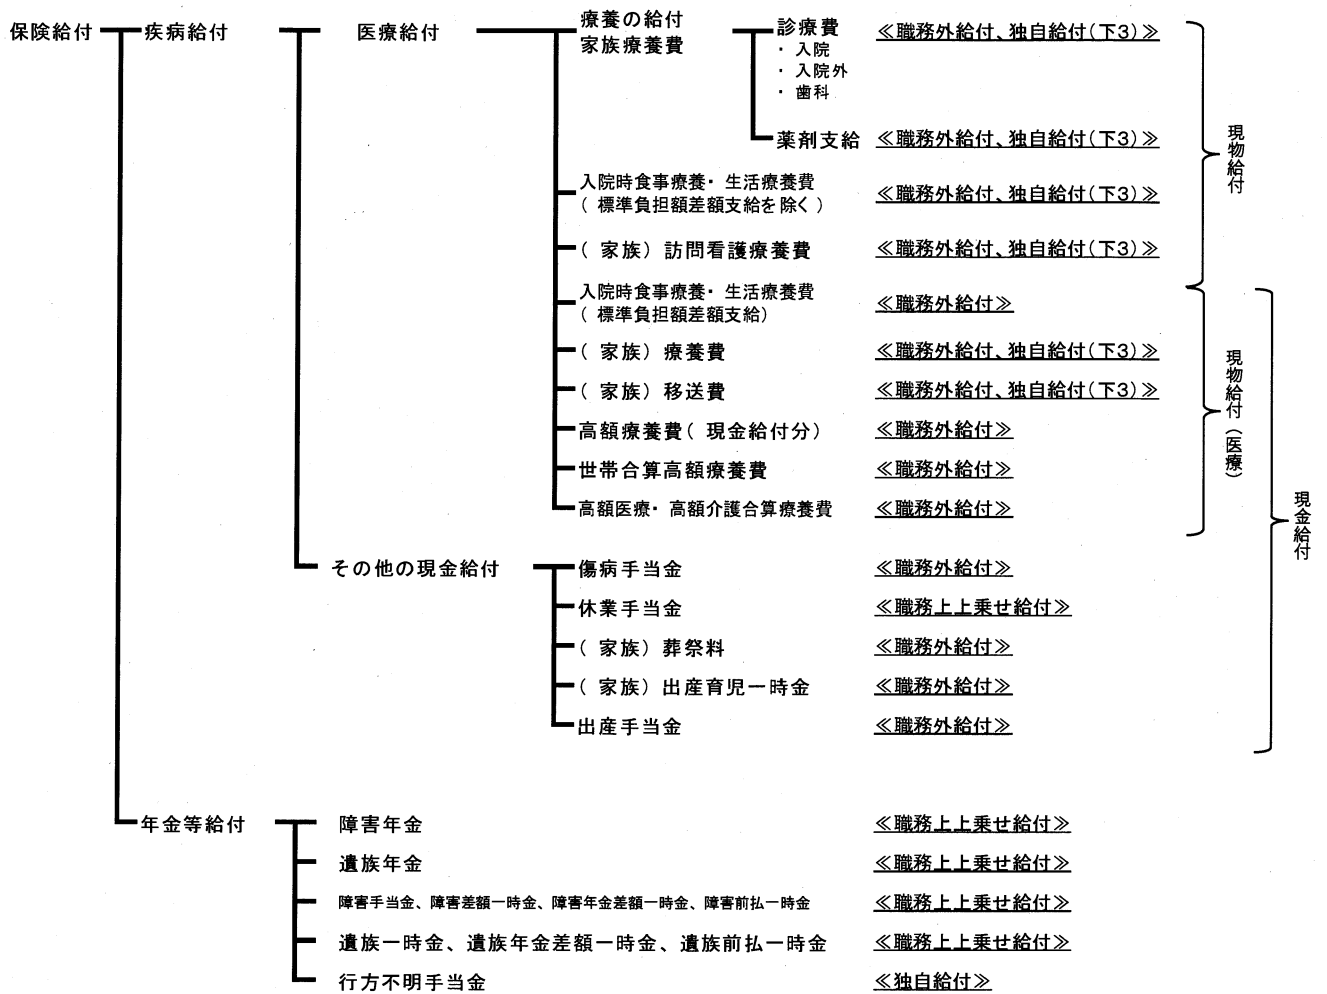 保険給付
疾病給付
医療給付
療養の給付
家族療養費
診療費
・ 入院
・ 入院外
・ 歯科
≪職務外給付、独自給付(下3)≫
薬剤支給
≪職務外給付、独自給付(下3)≫
入院時食事療養・ 生活療養費
( 標準負担額差額支給を除く )
≪職務外給付、独自給付(下3)≫
( 家族) 訪問看護療養費
≪職務外給付、独自給付(下3)≫
現物給付
入院時食事療養・ 生活療養費
( 標準負担額差額支給)
≪職務外給付≫
( 家族) 療養費
≪職務外給付、独自給付(下3)≫
( 家族) 移送費
≪職務外給付、独自給付(下3)≫
高額療養費( 現金給付分)
≪職務外給付≫
世帯合算高額療養費
≪職務外給付≫
高額医療・ 高額介護合算療養費
≪職務外給付≫
現物給付(医療)
その他の現金給付
傷病手当金
≪職務外給付≫
休業手当金
≪職務上上乗せ給付≫
( 家族) 葬祭料
≪職務外給付≫
( 家族) 出産育児一時金
≪職務外給付≫
出産手当金
≪職務外給付≫
現金給付
年金等給付
障害年金
≪職務上上乗せ給付≫
遺族年金
≪職務上上乗せ給付≫
障害手当金、障害差額一時金、障害年金差額一時金、障害前払一時金
≪職務上上乗せ給付≫
遺族一時金、遺族年金差額一時金、遺族前払一時金
≪職務上上乗せ給付≫
行方不明手当金
≪独自給付≫